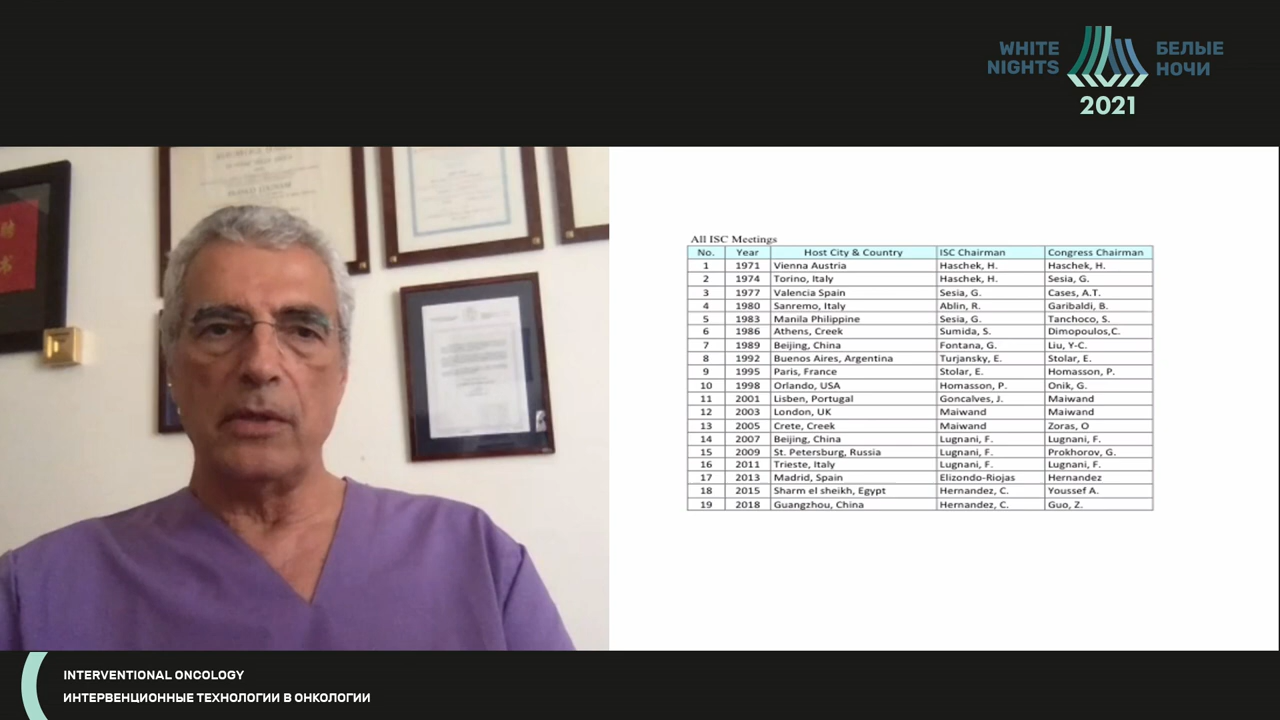 WHITE
NIGHTS
БЕЛЫЕ
НОЧИ
2021
All ISC Meetings
No. Year Host City & Country ISC Chairman Congress Chairman
1 1971 Vienna Austria Haschek, H. Haschek, H.
2 1974 Torino, Italy Haschek, H. Sesia, G.
3 1977 Valencia Spain Sesia, G. Cases, A.T.
4 1980 Sanremo, Italy Ablin, R. Garibaldi, B.
5 1983 Manila Philippine Sesia, G. Tanchoco, S.
6 1986 Athens, Creek Sumida, S. Dimopoulos,C.
7 1989 Beijing, China Fontana, G. Liu, Y-C.
8 1992 Buenos Aires, Argentina Turjansky, E. Stolar, E.
9 1995 Paris, France Stolar, E. Homasson, P.
10 1998 Orlando, USA Homasson, P. Onik, G.
11 2001 Lisben, Portugal Goncalves, J. Maiwand
12 2003 London, UK Maiwand Maiwand
13 2005 Crete, Creek Maiwand Zoras, O
14 2007 Beijing, China Lugnani, F. Lugnani, F.
15 2009 St. Petersburg, Russia Lugnani, F. Prokhorov, G.
16 2011 Trieste, Italy Lugnani, F. Lugnani, F.
17 2013 Madrid, Spain Elizondo-Riojas Hernandez
18 2015 Sharm el sheikh, Egypt Hernandez, C. Youssef A.
19 2018 Guangzhou, China Hernandez, C. Guo, Z.
INTERVENTIONAL ONCOLOGY
ИНТЕРВЕНЦИОННЫЕ ТЕХНОЛОГИИ В ОНКОЛОГИИ